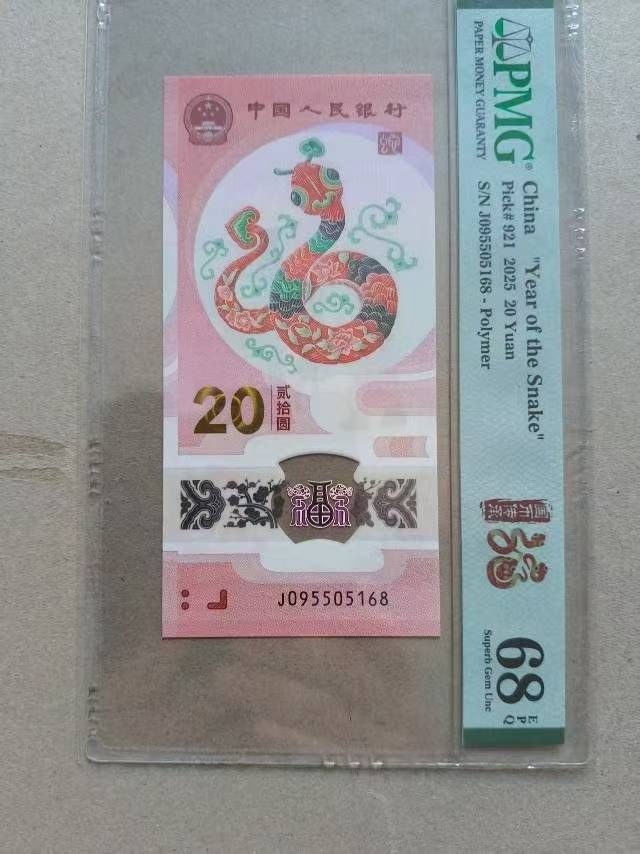 中国人民银行
20
贰拾圆
J095505168
PMG®
PAPER MONEY GUARANTY
China "Year of the Snake"
Pick# 921 2025 20 Yuan
S/N J095505168 - Polymer
68 EPQ
Superb Gem Unc